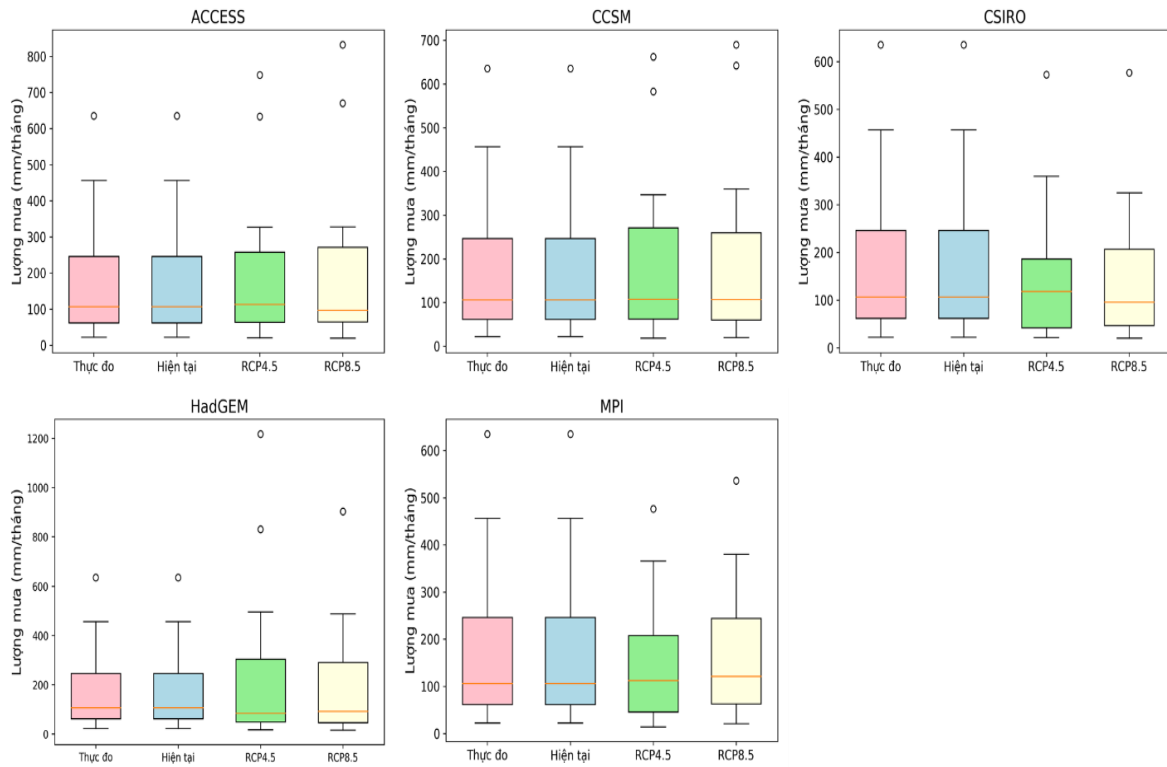 ACCESS
Lượng mưa (mm/tháng)
800
700
600
500
400
300
200
100
0
Thực đo Hiện tại RCP4.5 RCP8.5
CCSM
Lượng mưa (mm/tháng)
700
600
500
400
300
200
100
0
Thực đo Hiện tại RCP4.5 RCP8.5
CSIRO
Lượng mưa (mm/tháng)
600
500
400
300
200
100
0
Thực đo Hiện tại RCP4.5 RCP8.5
HadGEM
Lượng mưa (mm/tháng)
1200
1000
800
600
400
200
0
Thực đo Hiện tại RCP4.5 RCP8.5
MPI
Lượng mưa (mm/tháng)
600
500
400
300
200
100
0
Thực đo Hiện tại RCP4.5 RCP8.5